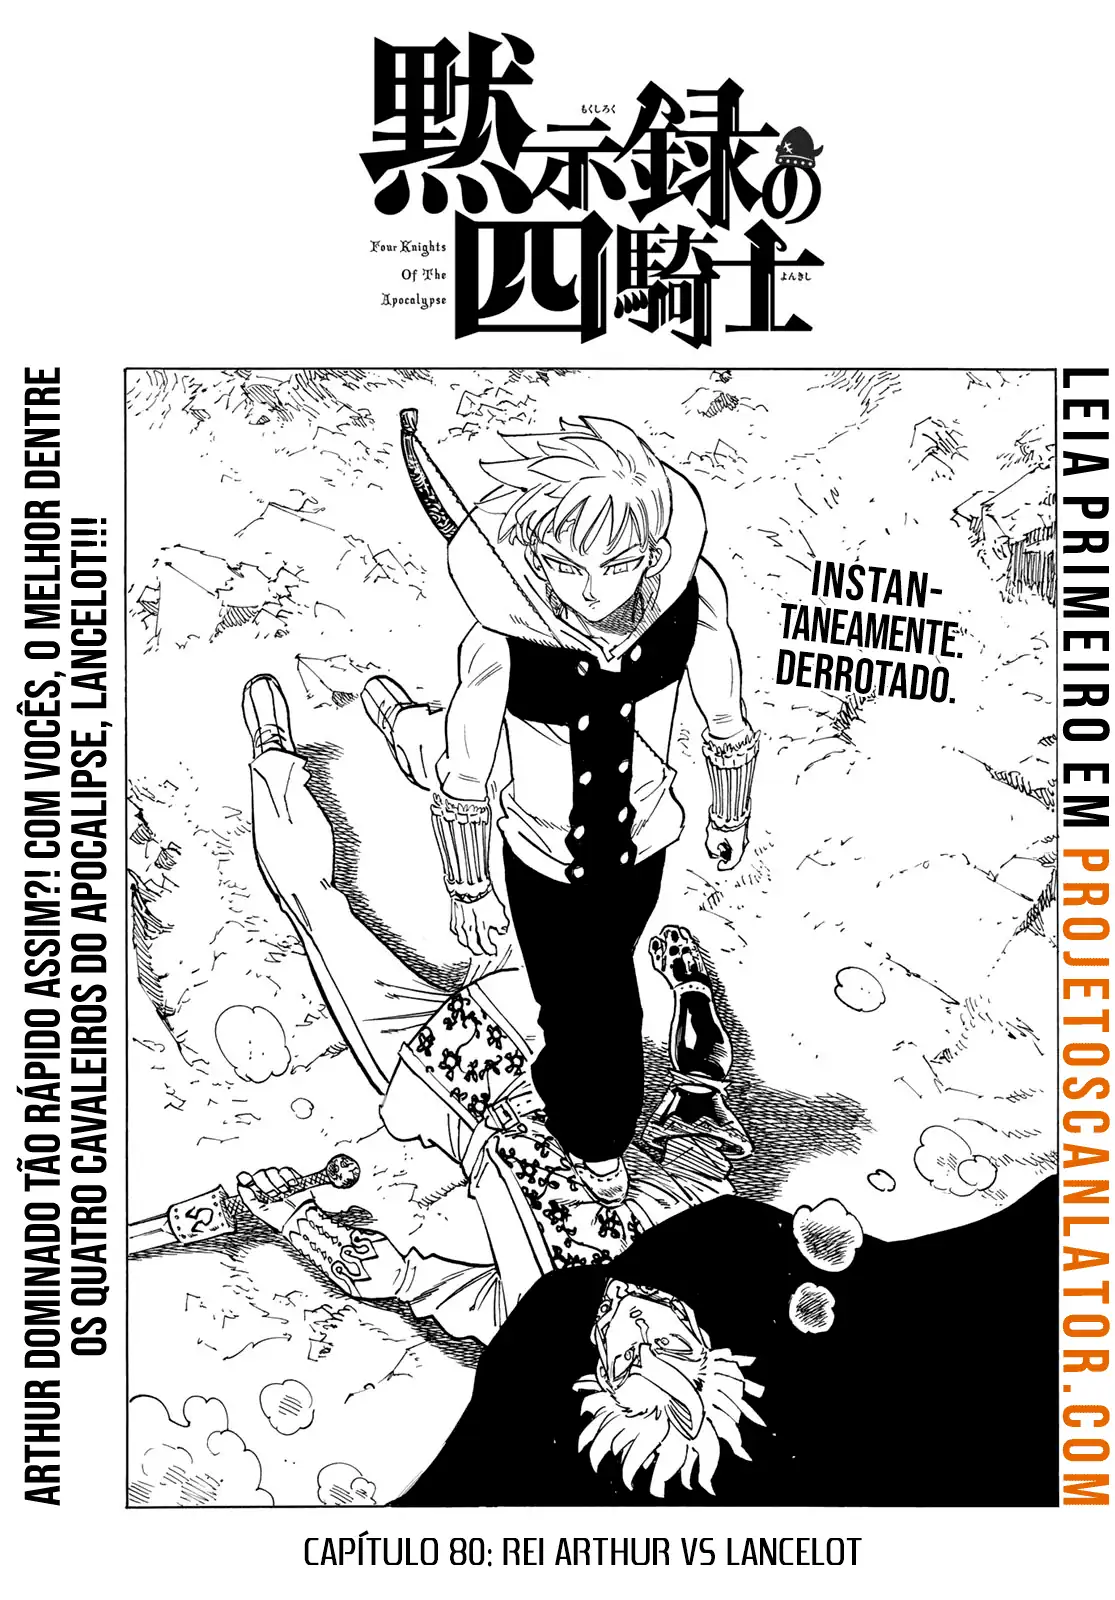 黙示録の
もくしろく
四騎士
よんきし
Four Knights
Of The
Apocalypse
ARTHUR DOMINADO TÃO RÁPIDO ASSIM?! COM VOCÊS, O MELHOR DENTRE
OS QUATRO CAVALEIROS DO APOCALIPSE, LANCELOT!!!
INSTAN-
TANEAMENTE.
DERROTADO.
LEIA PRIMEIRO EM PROJETOSCANLATOR.COM
CAPÍTULO 80: REI ARTHUR VS LANCELOT